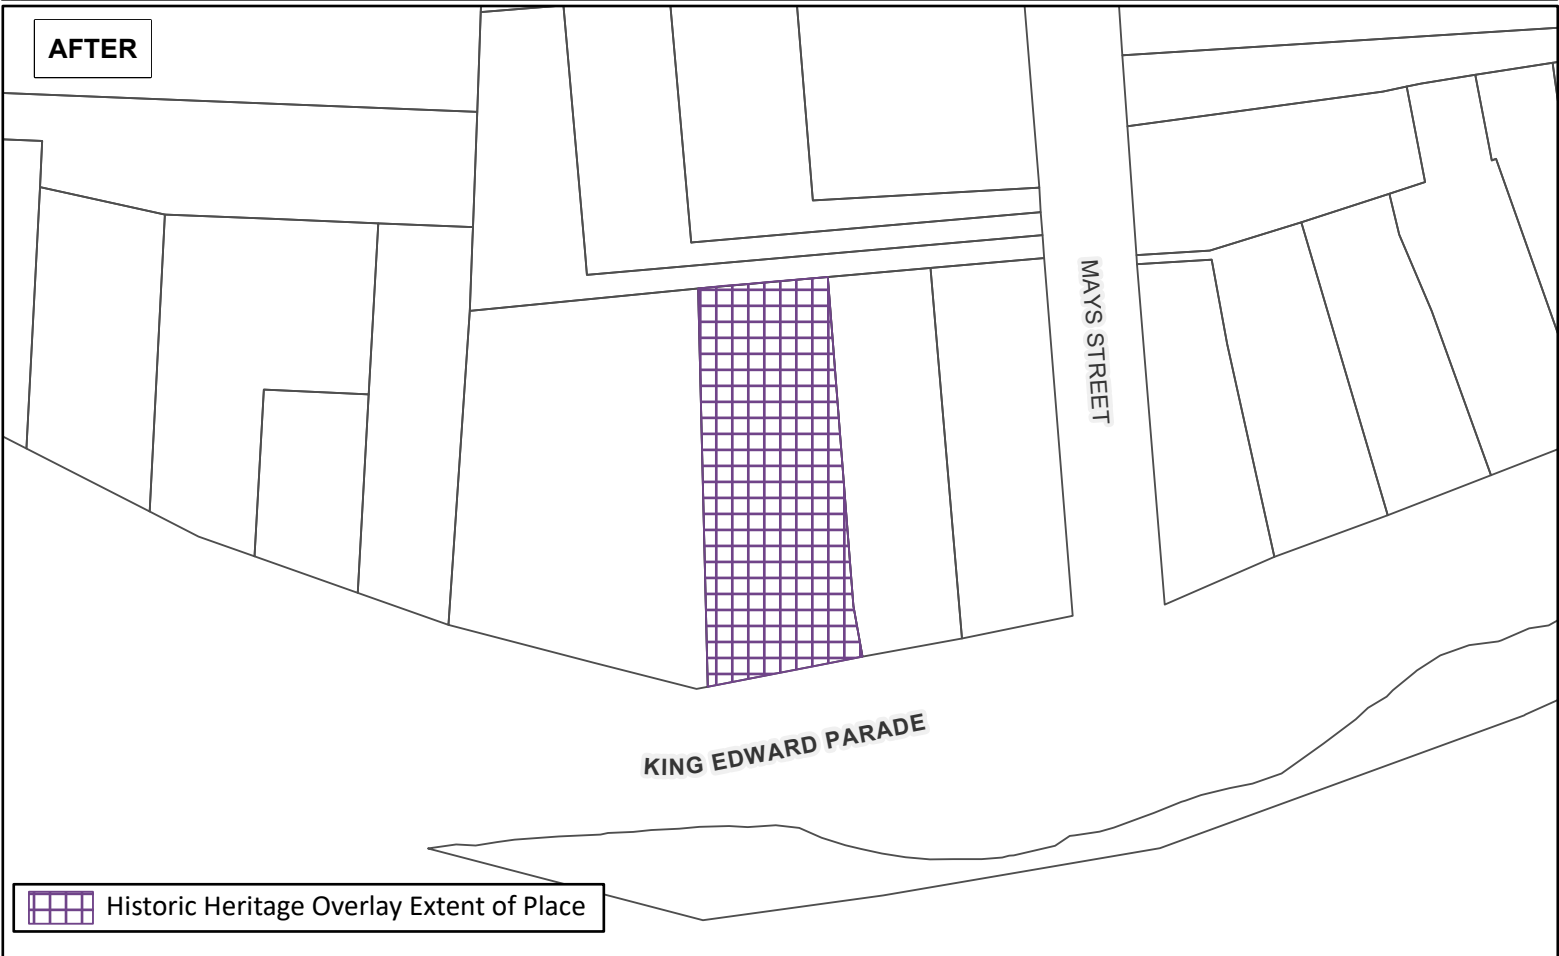 AFTER
MAYS STREET
KING EDWARD PARADE
Historic Heritage Overlay Extent of Place